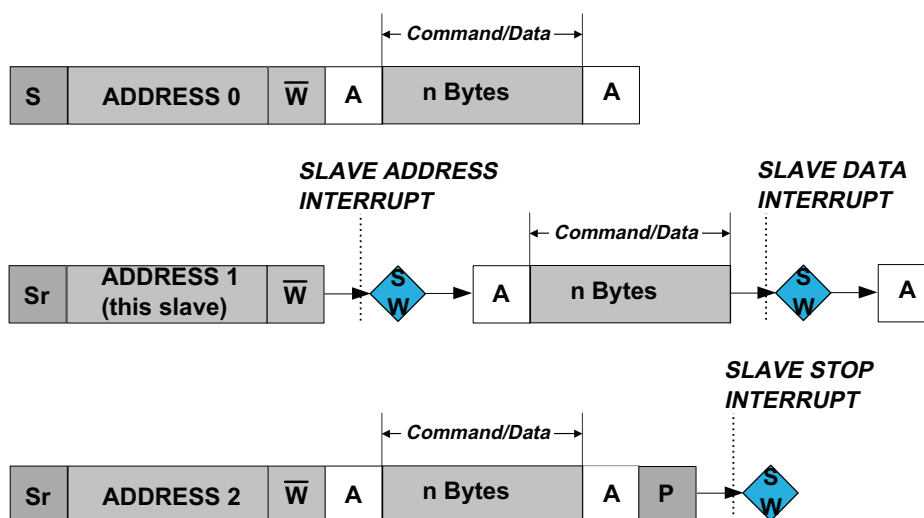 Command/Data
S ADDRESS 0 W̅ A n Bytes A
SLAVE ADDRESS
INTERRUPT
SLAVE DATA
INTERRUPT
Command/Data
Sr ADDRESS 1
(this slave)
W̅
S
W
A n Bytes
S
W
A
SLAVE STOP
INTERRUPT
Command/Data
Sr ADDRESS 2 W̅ A n Bytes A P
S
W